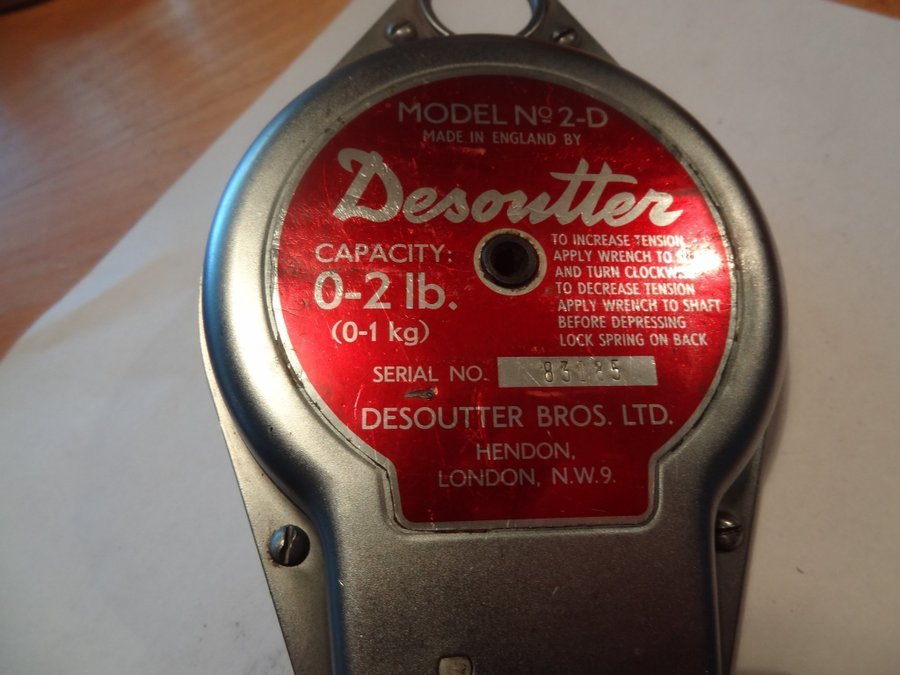 MODEL Nº 2-D
MADE IN ENGLAND BY
Desoutter
CAPACITY:
0-2 lb.
(0-1 kg)
TO INCREASE TENSION
APPLY WRENCH TO
AND TURN
TO DECREASE TENSION
APPLY WRENCH TO SHAFT
BEFORE DEPRESSING
LOCK SPRING ON BACK
SERIAL NO.
DESOUTTER BROS. LTD.
HENDON,
LONDON, N.W.9.